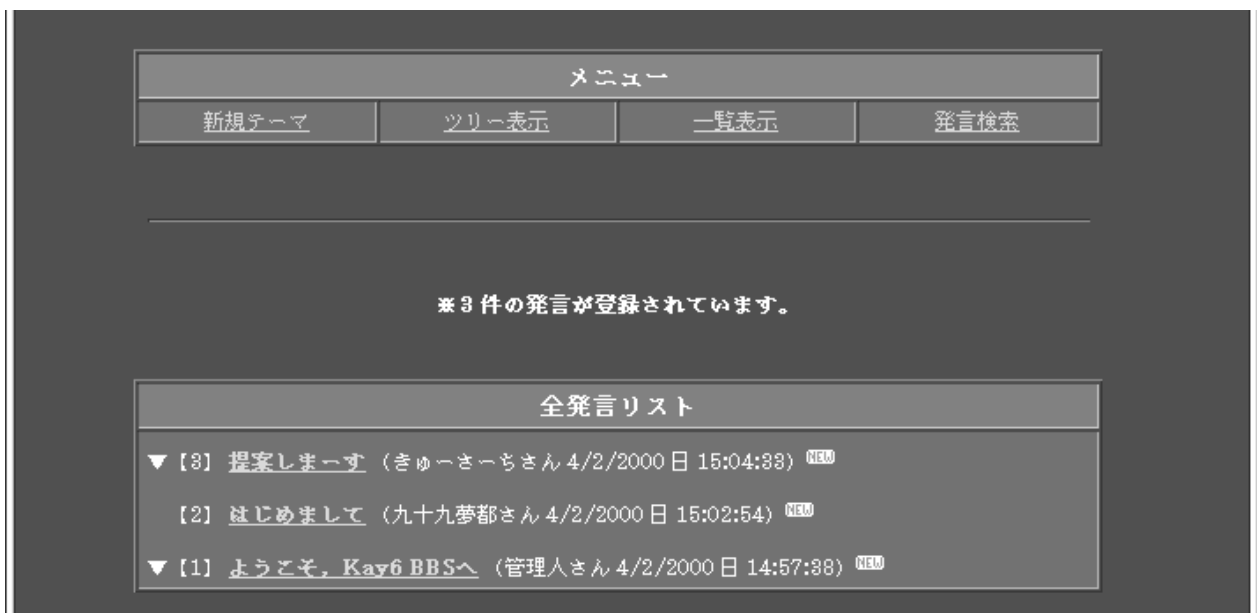 メニュー
新規テーマ ツリー表示 一覧表示 発言検索
※3件の発言が登録されています。
全発言リスト
▼【3】 提案しまーす （きゅーさーちさん 4/2/2000日 15:04:33） NEW
【2】 はじめまして （九十九夢都さん 4/2/2000日 15:02:54） NEW
▼【1】 ようこそ，Kay6 BBSへ （管理人さん 4/2/2000日 14:57:38） NEW